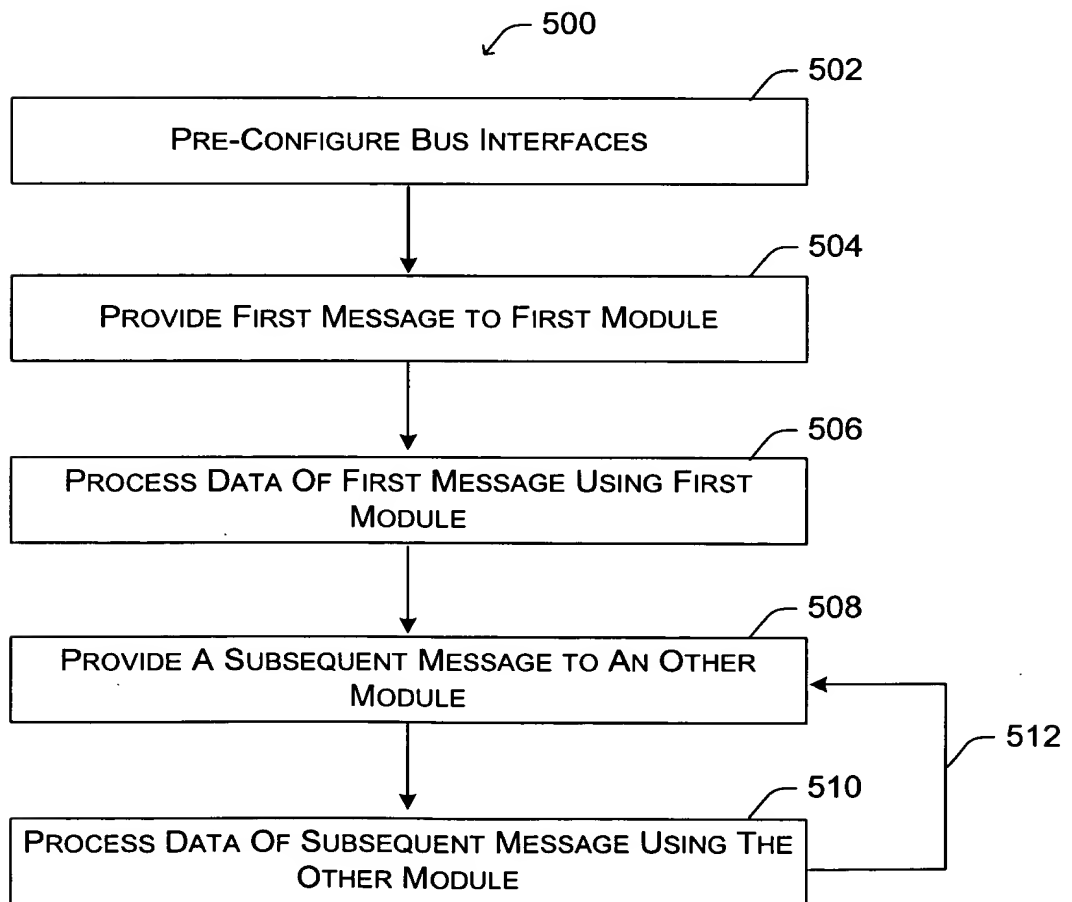 500
502
PRE-CONFIGURE BUS INTERFACES
504
PROVIDE FIRST MESSAGE TO FIRST MODULE
506
PROCESS DATA OF FIRST MESSAGE USING FIRST
MODULE
508
PROVIDE A SUBSEQUENT MESSAGE TO AN OTHER
MODULE
512
510
PROCESS DATA OF SUBSEQUENT MESSAGE USING THE
OTHER MODULE